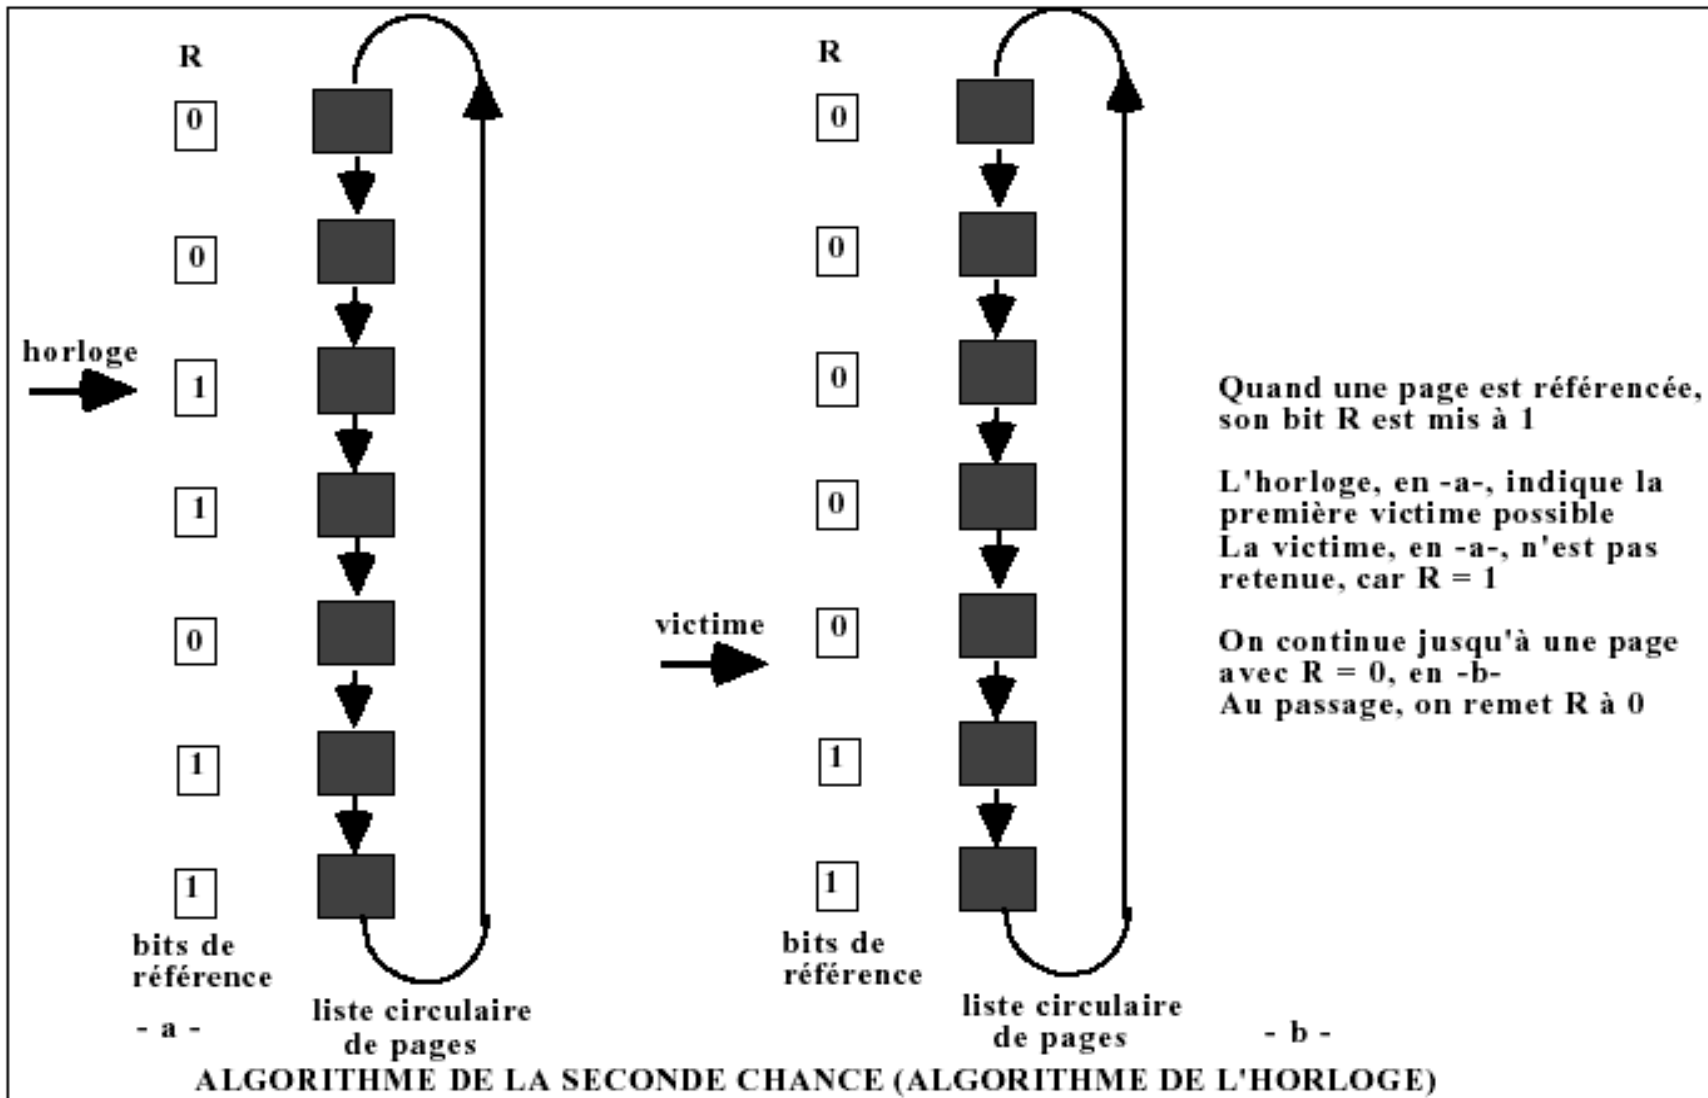 R
0
0
horloge
1
1
0
1
1
bits de
référence
- a -
liste circulaire
de pages
R
0
0
0
0
victime
0
1
1
bits de
référence
liste circulaire
de pages
- b -
Quand une page est référencée,
son bit R est mis à 1
L'horloge, en -a-, indique la
première victime possible
La victime, en -a-, n'est pas
retenue, car R = 1
On continue jusqu'à une page
avec R = 0, en -b-
Au passage, on remet R à 0
ALGORITHME DE LA SECONDE CHANCE (ALGORITHME DE L'HORLOGE)